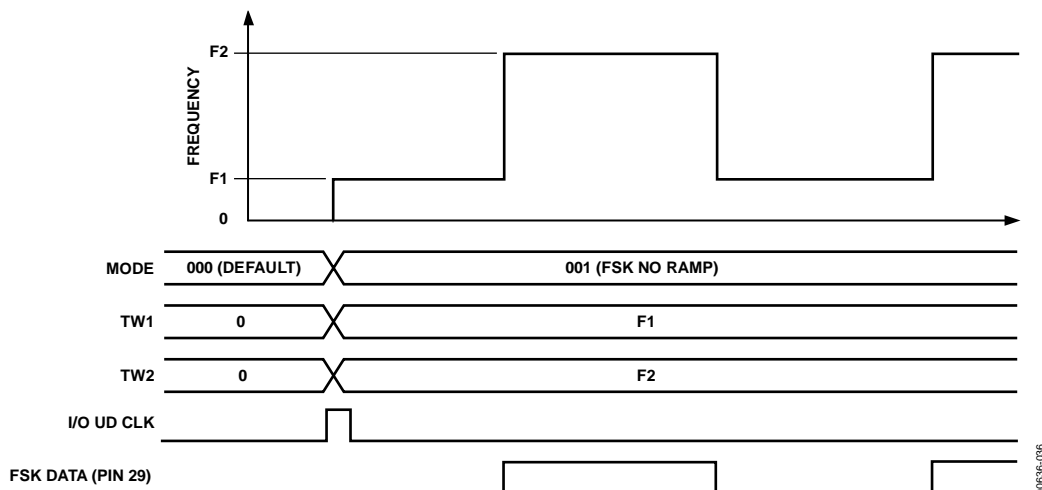 F2
FREQUENCY
F1
0
MODE
000 (DEFAULT)
001 (FSK NO RAMP)
TW1
0
F1
TW2
0
F2
I/O UD CLK
FSK DATA (PIN 29)